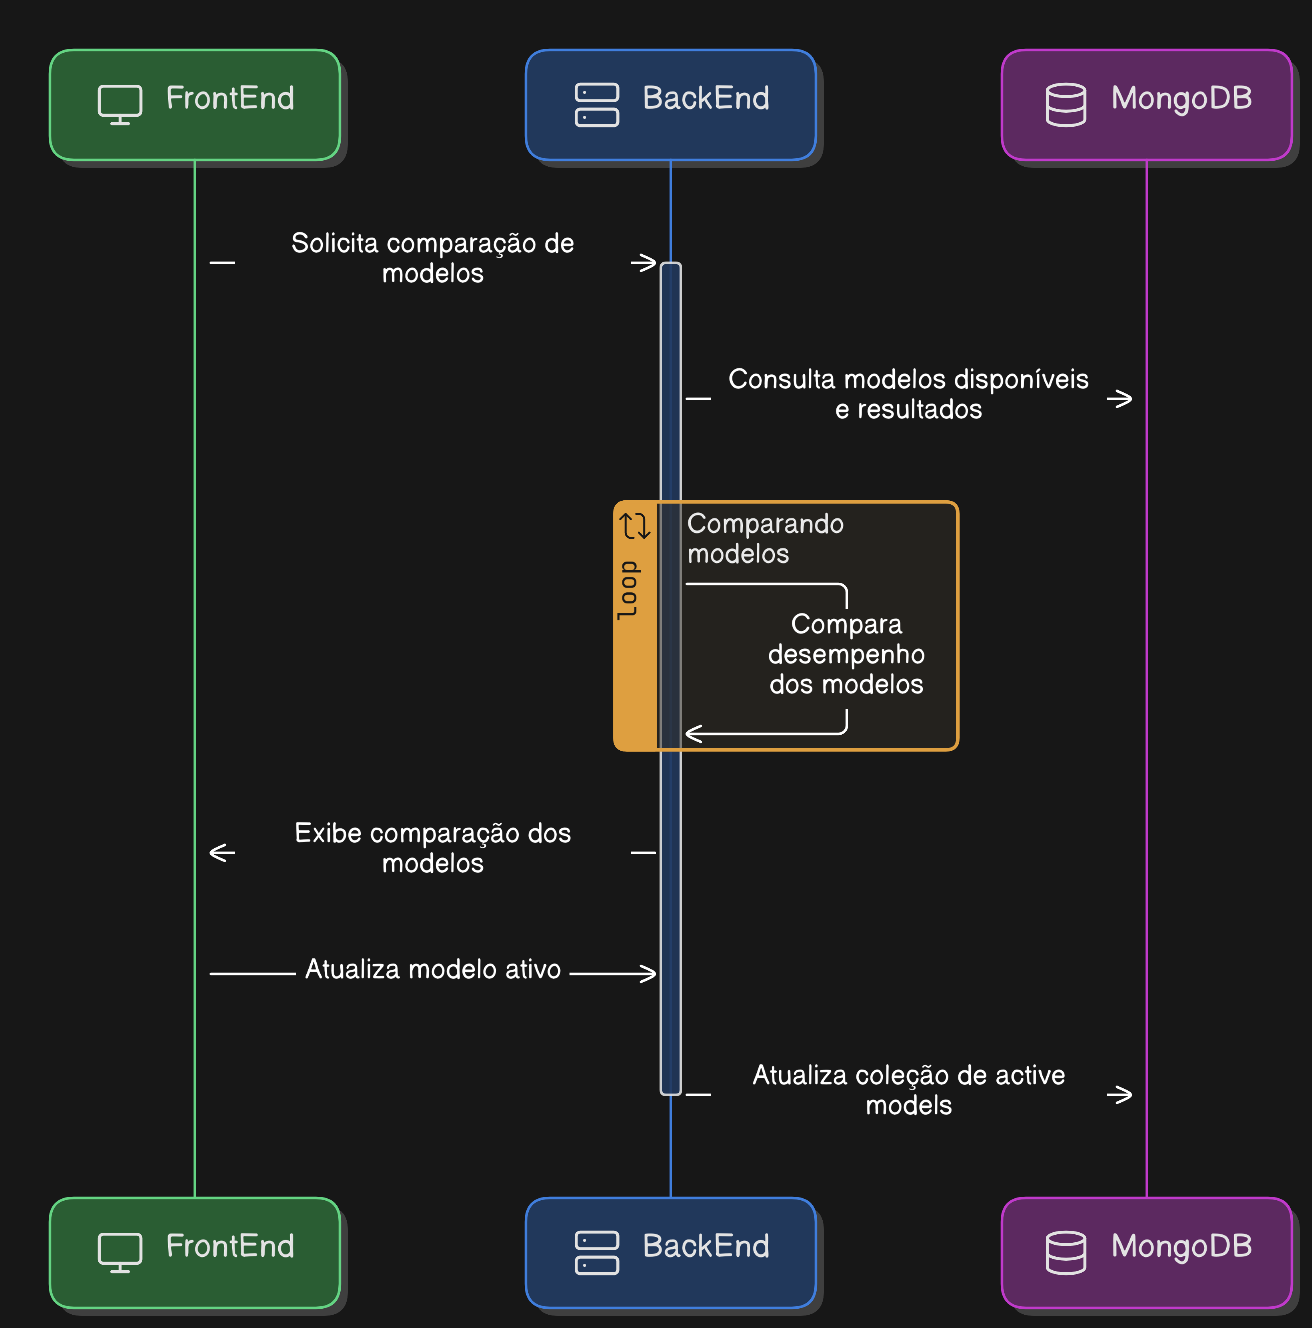 FrontEnd
BackEnd
MongoDB
Solicita comparação de
modelos
Consulta modelos disponíveis
e resultados
loop
Comparando
modelos
Compara
desempenho
dos modelos
Exibe comparação dos
modelos
Atualiza modelo ativo
Atualiza coleção de active
models
FrontEnd
BackEnd
MongoDB